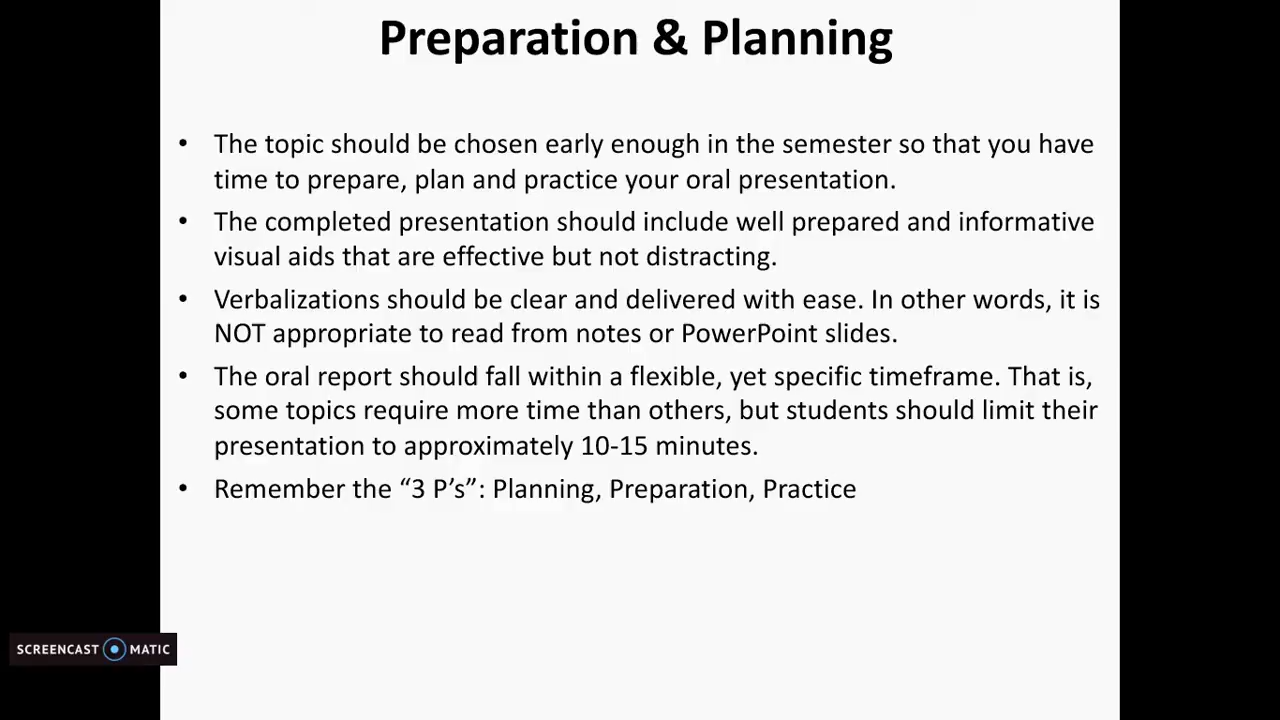 Preparation & Planning
• The topic should be chosen early enough in the semester so that you have
time to prepare, plan and practice your oral presentation.
• The completed presentation should include well prepared and informative
visual aids that are effective but not distracting.
• Verbalizations should be clear and delivered with ease. In other words, it is
NOT appropriate to read from notes or PowerPoint slides.
• The oral report should fall within a flexible, yet specific timeframe. That is,
some topics require more time than others, but students should limit their
presentation to approximately 10-15 minutes.
• Remember the “3 P’s”: Planning, Preparation, Practice
SCREENCAST MATIC